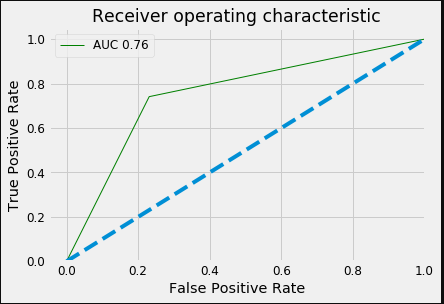 Receiver operating characteristic
AUC 0.76
True Positive Rate
1.0
0.8
0.6
0.4
0.2
0.0
0.0 0.2 0.4 0.6 0.8 1.0
False Positive Rate